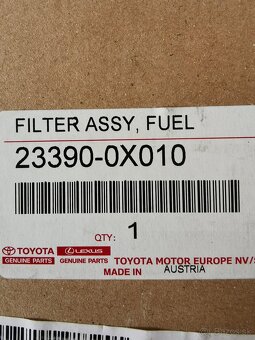 FILTER ASSY, FUEL
23390-0X010
QTY: 1
TOYOTA LEXUS
GENUINE PARTS GENUINE PARTS TOYOTA MOTOR EUROPE NV/
MADE IN AUSTRIA